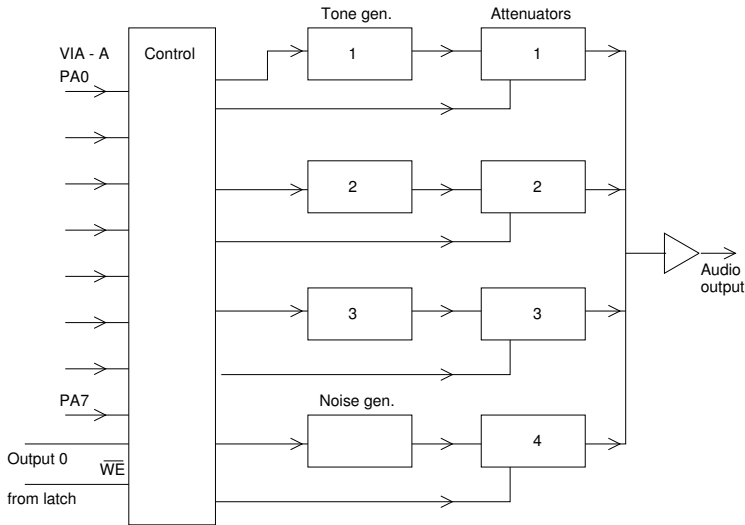 Tone gen.
Attenuators
VIA - A
Control
1
1
PA0
2
2
Audio
output
3
3
PA7
Noise gen.
4
Output 0
WE
from latch